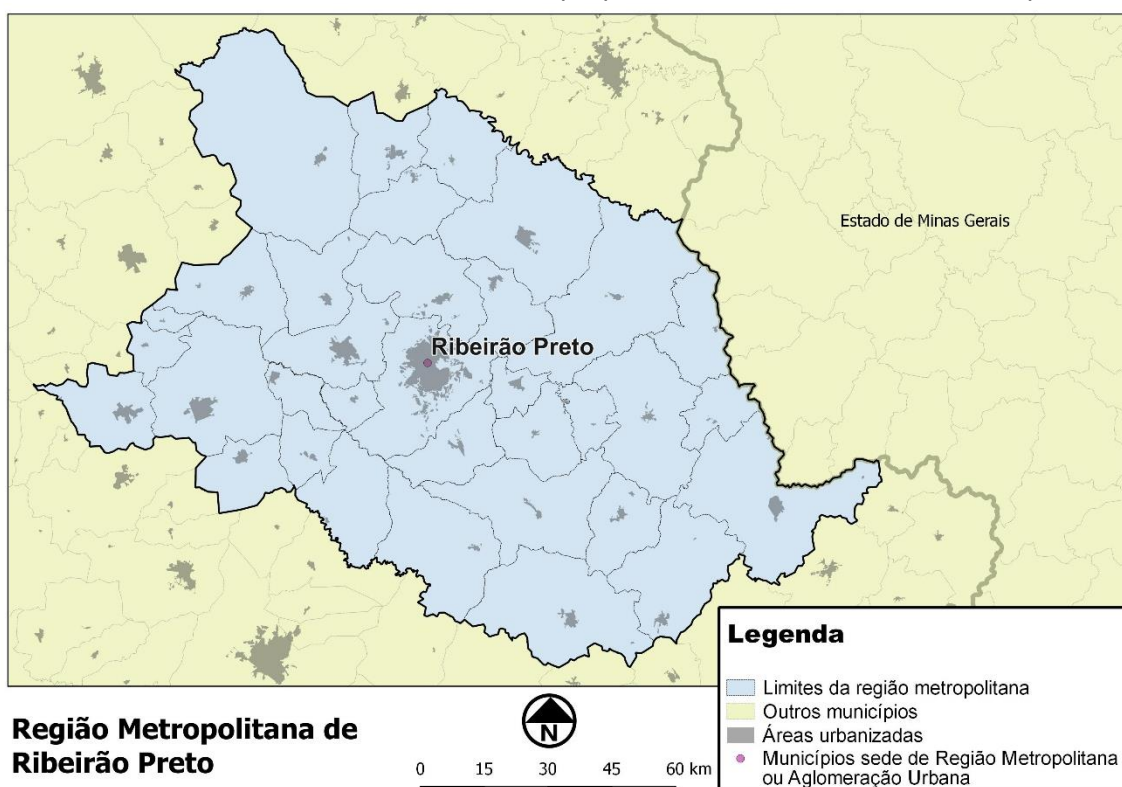 Estado de Minas Gerais
Ribeirão Preto
Legenda
Limites da região metropolitana
Outros municípios
Áreas urbanizadas
Municípios sede de Região Metropolitana
ou Aglomeração Urbana
Região Metropolitana de
Ribeirão Preto
N
0 15 30 45 60 km